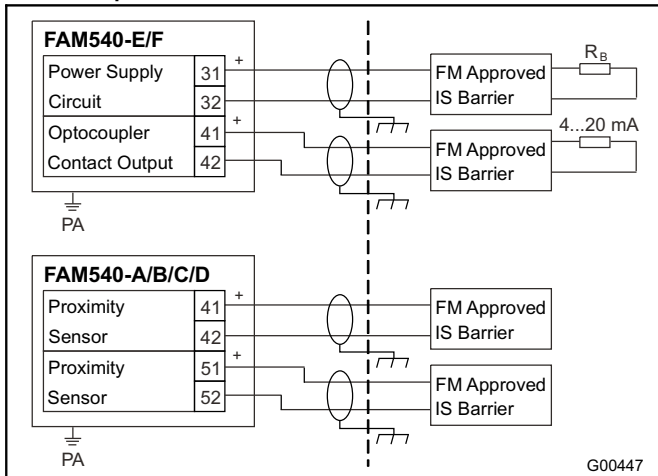 FAM540-E/F
Power Supply 31 +
Circuit 32
Optocoupler 41 +
Contact Output 42
PA
FM Approved
IS Barrier
RB
FM Approved
IS Barrier
4...20 mA
FAM540-A/B/C/D
Proximity 41 +
Sensor 42
Proximity 51 +
Sensor 52
PA
FM Approved
IS Barrier
FM Approved
IS Barrier
G00447